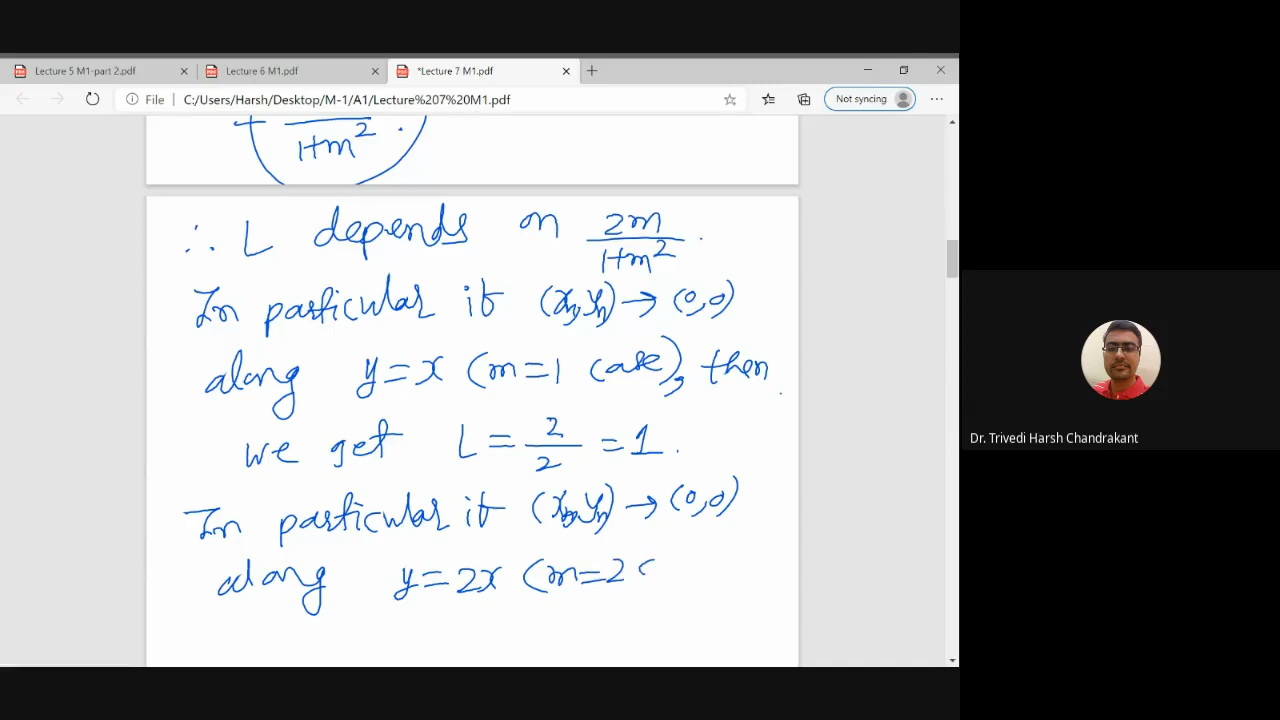 Lecture 5 M1-part 2.pdf
Lecture 6 M1.pdf
*Lecture 7 M1.pdf
File
C:/Users/Harsh/Desktop/M-1/A1/Lecture%207%20M1.pdf
Not syncing
1+m²
∴ L depends on 2m/(1+m²).
In particular if (xₙ,yₙ) → (0,0)
along y=x (m=1 case), then
we get L = 2/2 = 1.
In particular if (xₙ,yₙ) → (0,0)
along y=2x (m=2 c
Dr. Trivedi Harsh Chandrakant